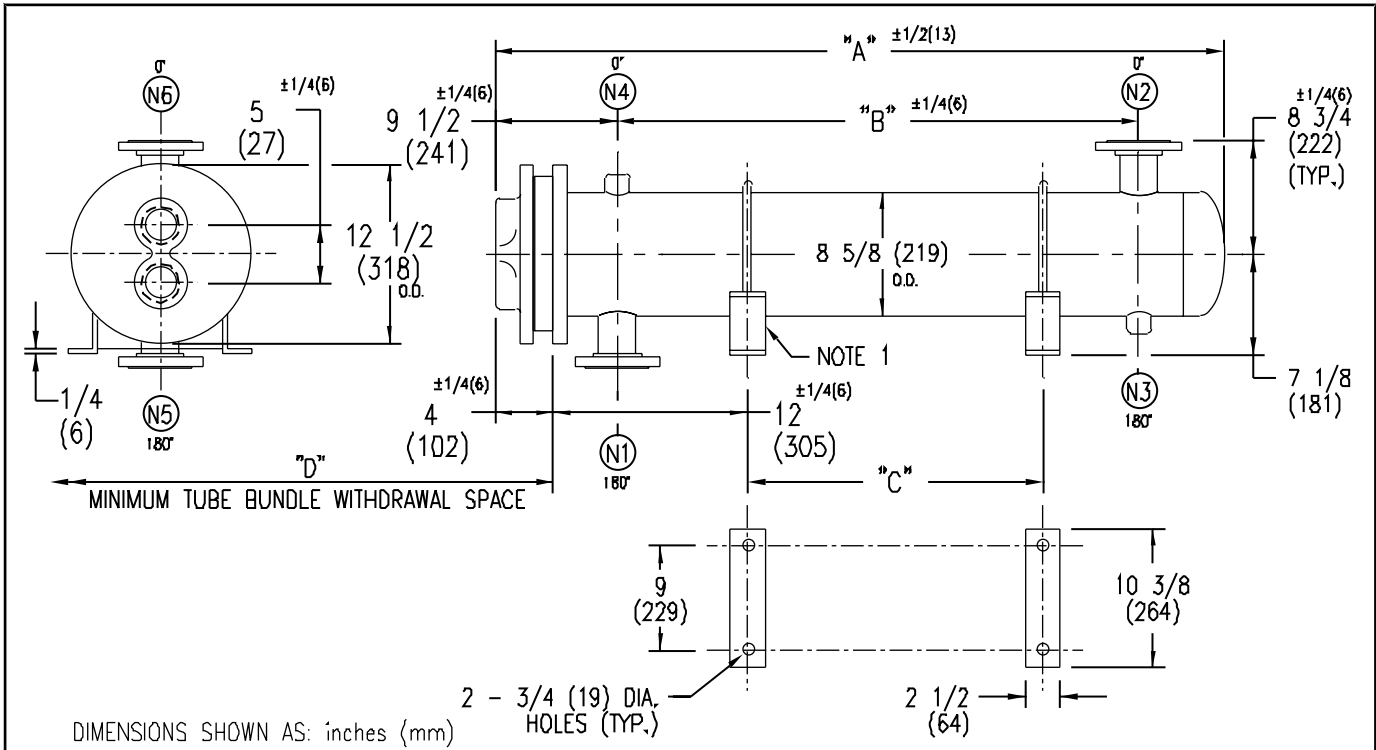 "A" ±1/2(13)
0°
N6
±1/4(6)
5
(27)
±1/4(6)
9 1/2
(241)
0°
N4
"B" ±1/4(6)
0°
N2
±1/4(6)
8 3/4
(222)
(TYP.)
12 1/2
(318)
O.D.
8 5/8 (219)
O.D.
NOTE 1
1/4
(6)
N5
180°
±1/4(6)
4
(102)
N1
180°
±1/4(6)
12
(305)
N3
180°
7 1/8
(181)
"D"
MINIMUM TUBE BUNDLE WITHDRAWAL SPACE
"C"
9
(229)
10 3/8
(264)
2 - 3/4 (19) DIA.
HOLES (TYP.)
2 1/2
(64)
DIMENSIONS SHOWN AS: inches (mm)